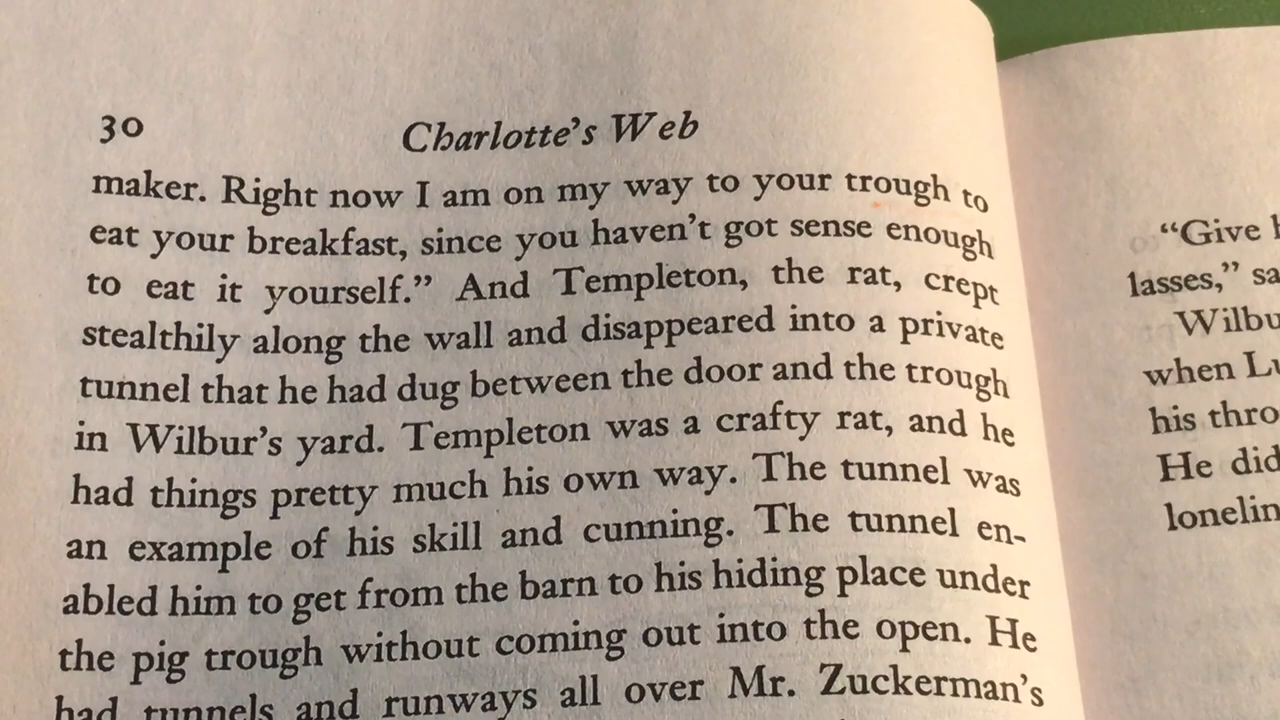 30
Charlotte's Web
maker. Right now I am on my way to your trough to
eat your breakfast, since you haven't got sense enough
to eat it yourself.” And Templeton, the rat, crept
stealthily along the wall and disappeared into a private
tunnel that he had dug between the door and the trough
in Wilbur's yard. Templeton was a crafty rat, and he
had things pretty much his own way. The tunnel was
an example of his skill and cunning. The tunnel en-
abled him to get from the barn to his hiding place under
the pig trough without coming out into the open. He
had tunnels and runways all over Mr. Zuckerman's
“Give
lasses,” sa
Wilbu
when Lu
his thro
He did
lonelin